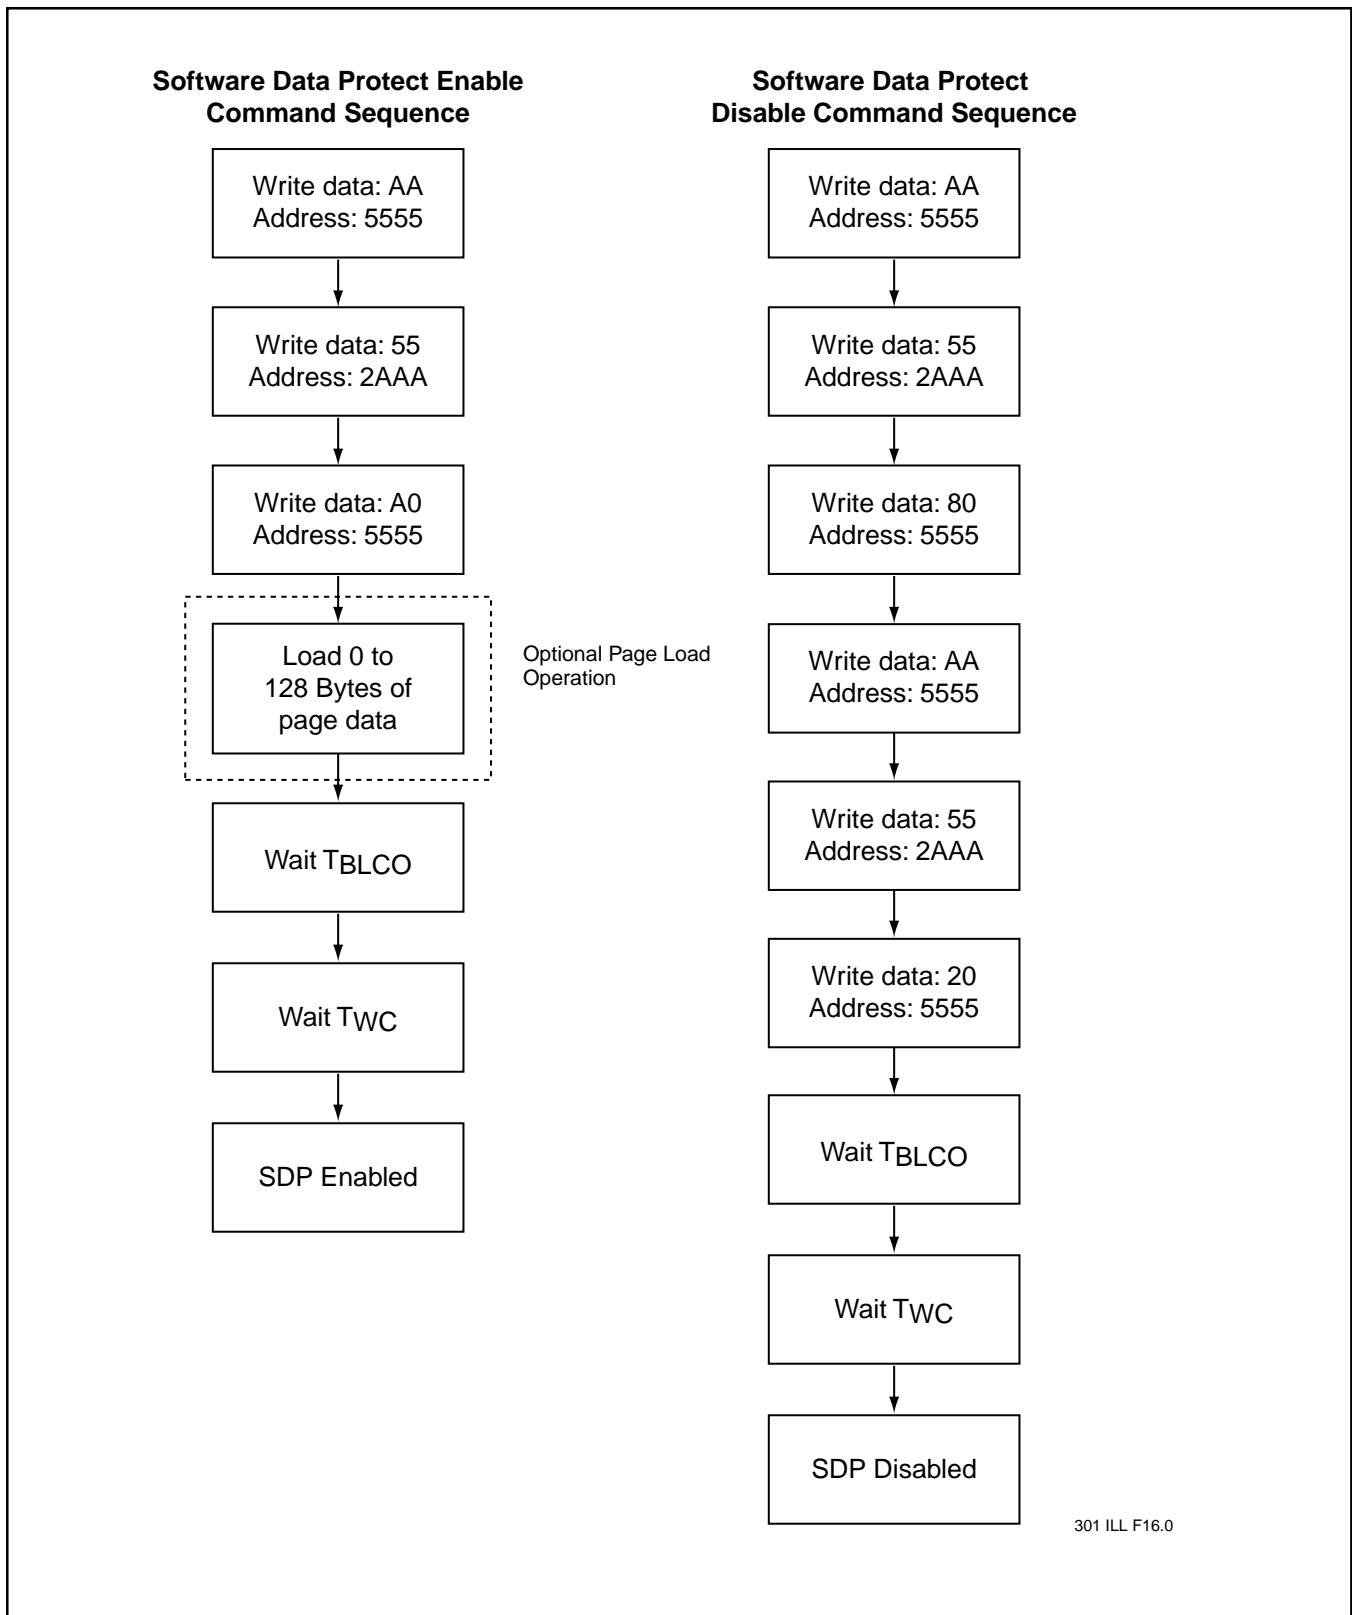 Software Data Protect Enable
Command Sequence
Write data: AA
Address: 5555
Write data: 55
Address: 2AAA
Write data: A0
Address: 5555
Load 0 to
128 Bytes of
page data
Optional Page Load
Operation
Wait TBLCO
Wait TWC
SDP Enabled
Software Data Protect
Disable Command Sequence
Write data: AA
Address: 5555
Write data: 55
Address: 2AAA
Write data: 80
Address: 5555
Write data: AA
Address: 5555
Write data: 55
Address: 2AAA
Write data: 20
Address: 5555
Wait TBLCO
Wait TWC
SDP Disabled
301 ILL F16.0